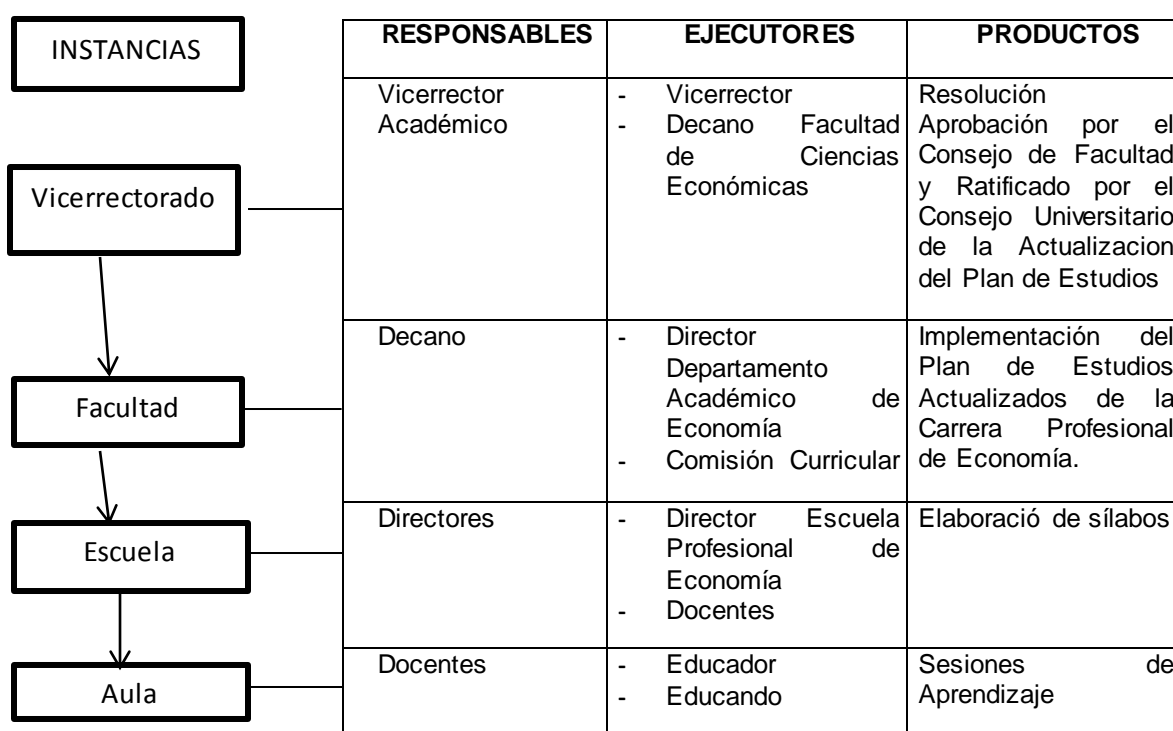 INSTANCIAS
RESPONSABLES
EJECUTORES
PRODUCTOS
Vicerrectorado
Vicerrector
Académico
- Vicerrector
- Decano Facultad
de Ciencias
Económicas
Resolución
Aprobación por el
Consejo de Facultad
y Ratificado por el
Consejo Universitario
de la Actualizacion
del Plan de Estudios
Facultad
Decano
- Director
Departamento
Académico de
Economía
- Comisión Curricular
Implementación del
Plan de Estudios
Actualizados de la
Carrera Profesional
de Economía.
Escuela
Directores
- Director Escuela
Profesional de
Economía
- Docentes
Elaboració de sílabos
Aula
Docentes
- Educador
- Educando
Sesiones de
Aprendizaje